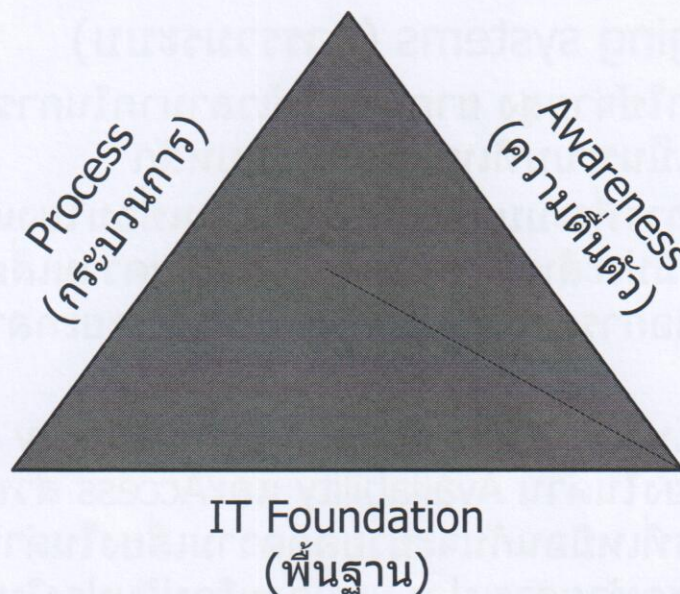 Process
(กระบวนการ)
Awareness
(ความตื่นตัว)
IT Foundation
(พื้นฐาน)